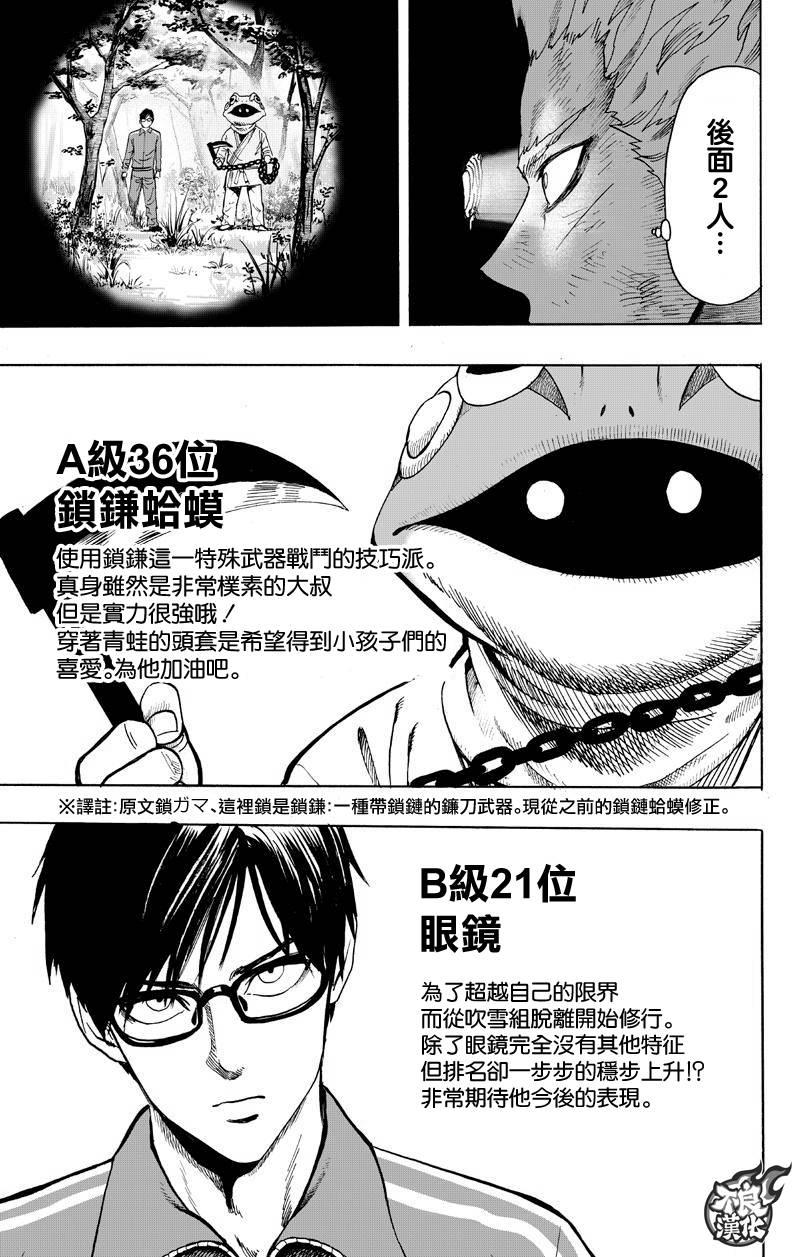 後面2人…
A級36位
鎖鎌蛤蟆
使用鎖鎌這一特殊武器戰鬥的技巧派。
真身雖然是非常樸素的大叔
但是實力很強哦！
穿著青蛙的頭套是希望得到小孩子們的
喜愛。為他加油吧。
※譯註:原文鎖ガマ、這裡鎖是鎖鎌:一種帶鎖鏈的鐮刀武器。現從之前的鎖鏈蛤蟆修正。
B級21位
眼鏡
為了超越自己的限界
而從吹雪組脫離開始修行。
除了眼鏡完全沒有其他特征
但排名卻一步步的穩步上升!?
非常期待他今後的表現。
不良
漢化